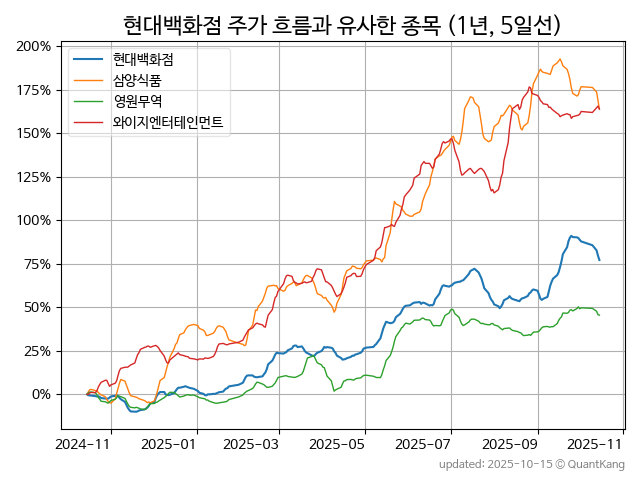 현대백화점 주가 흐름과 유사한 종목 (1년, 5일선)
현대백화점
삼양식품
영원무역
와이지엔터테인먼트
200%
175%
150%
125%
100%
75%
50%
25%
0%
2024-11
2025-01
2025-03
2025-05
2025-07
2025-09
2025-11
updated: 2025-10-15 © QuantKang